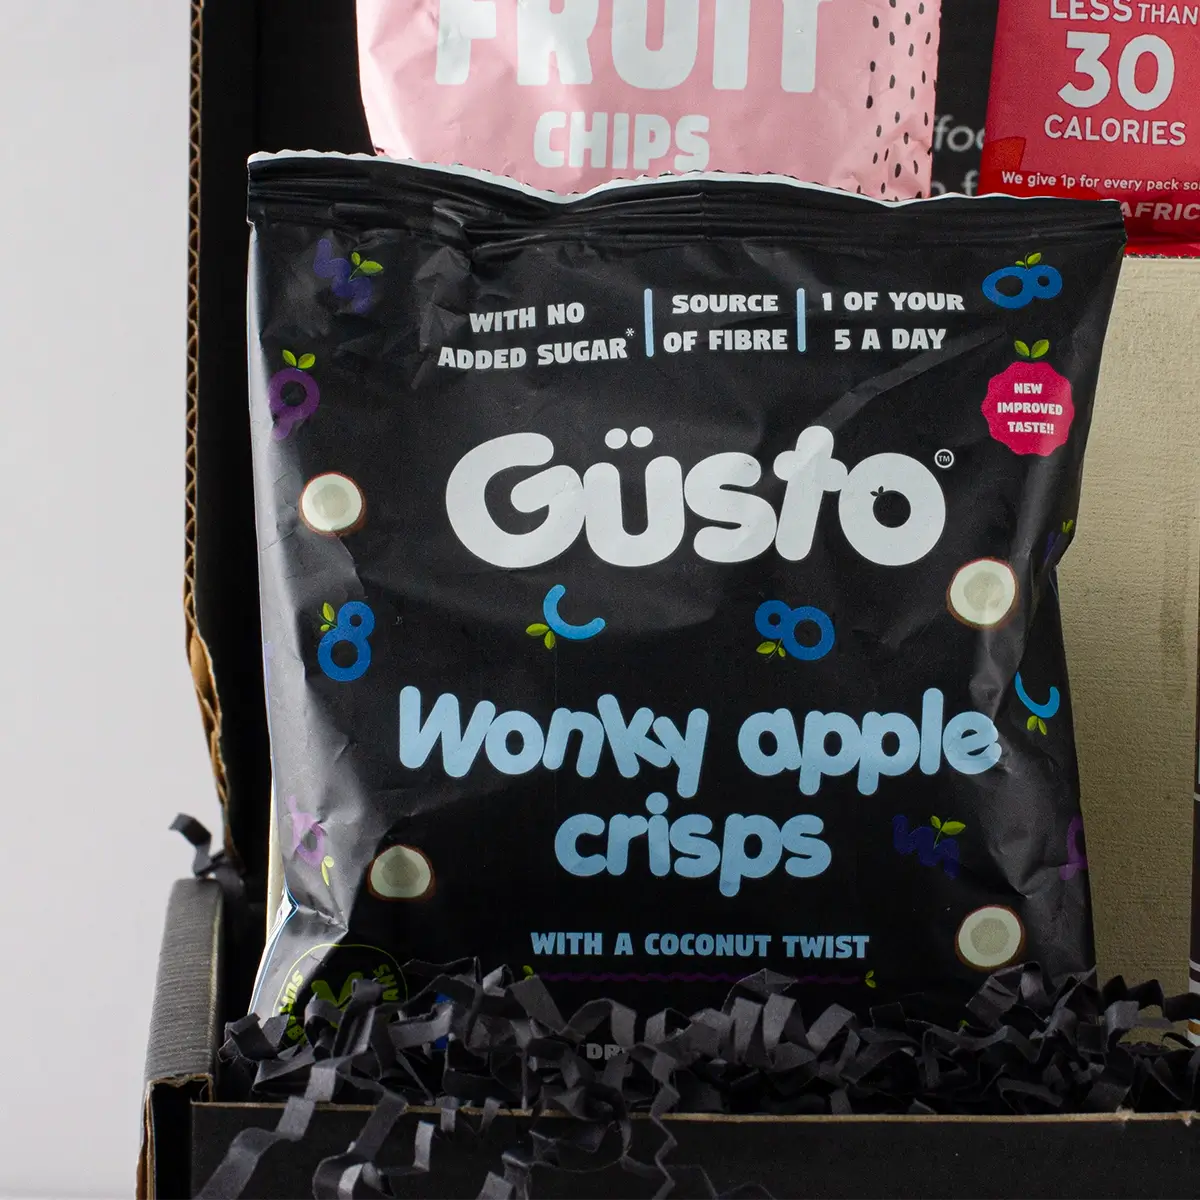 FRUIT
CHIPS
LESS THAN
30
CALORIES
We give 1p for every pack
AFRIC
WITH NO
ADDED SUGAR*
SOURCE
OF FIBRE
1 OF YOUR
5 A DAY
NEW
IMPROVED
TASTE!!
Güsto™
Wonky apple
crisps
WITH A COCONUT TWIST